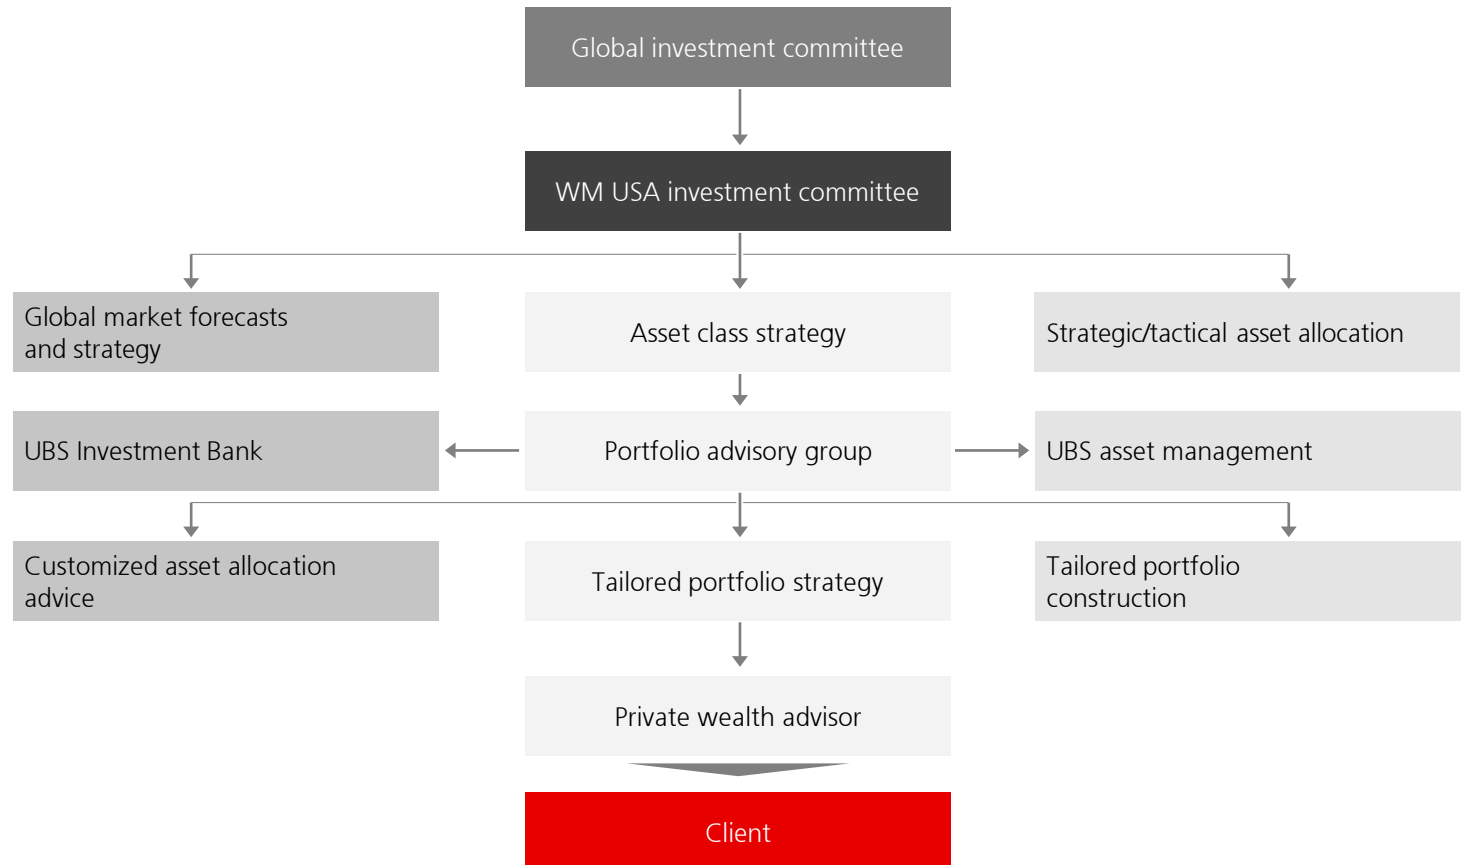 Global investment committee
WM USA investment committee
Global market forecasts
and strategy
Asset class strategy
Strategic/tactical asset allocation
UBS Investment Bank
Portfolio advisory group
UBS asset management
Customized asset allocation
advice
Tailored portfolio strategy
Tailored portfolio
construction
Private wealth advisor
Client